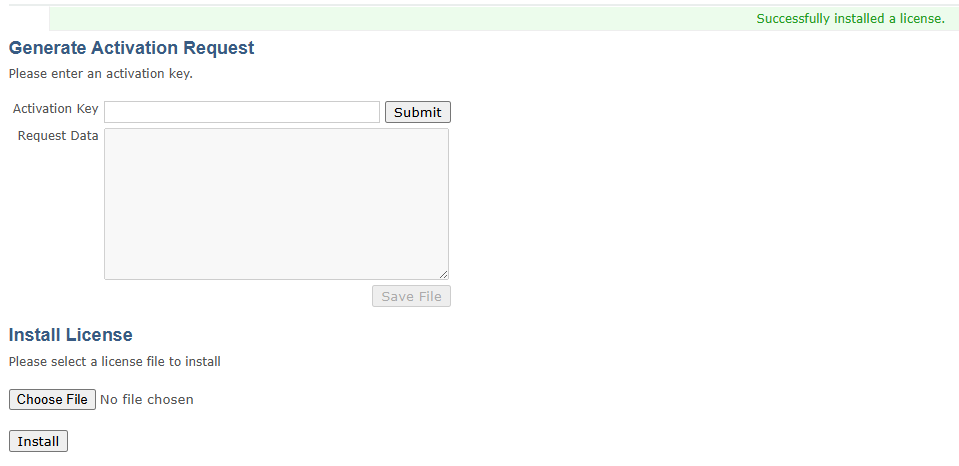 Successfully installed a license.
Generate Activation Request
Please enter an activation key.
Activation Key Submit
Request Data
Save File
Install License
Please select a license file to install
Choose File No file chosen
Install